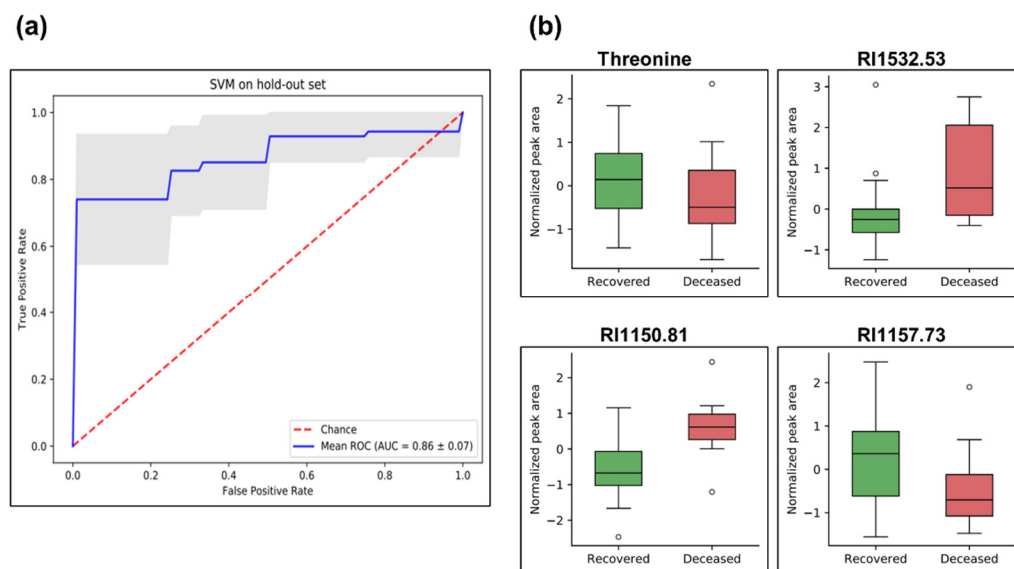 (a)
SVM on hold-out set
1.0
0.8
0.6
0.4
0.2
0.0
True Positive Rate
0.0 0.2 0.4 0.6 0.8 1.0
False Positive Rate
Chance
Mean ROC (AUC = 0.86 ± 0.07)
(b)
Threonine
Normalized peak area
2
1
0
−1
Recovered Deceased
RI1532.53
Normalized peak area
3
2
1
0
−1
Recovered Deceased
RI1150.81
Normalized peak area
2
1
0
−1
−2
Recovered Deceased
RI1157.73
Normalized peak area
2
1
0
−1
Recovered Deceased